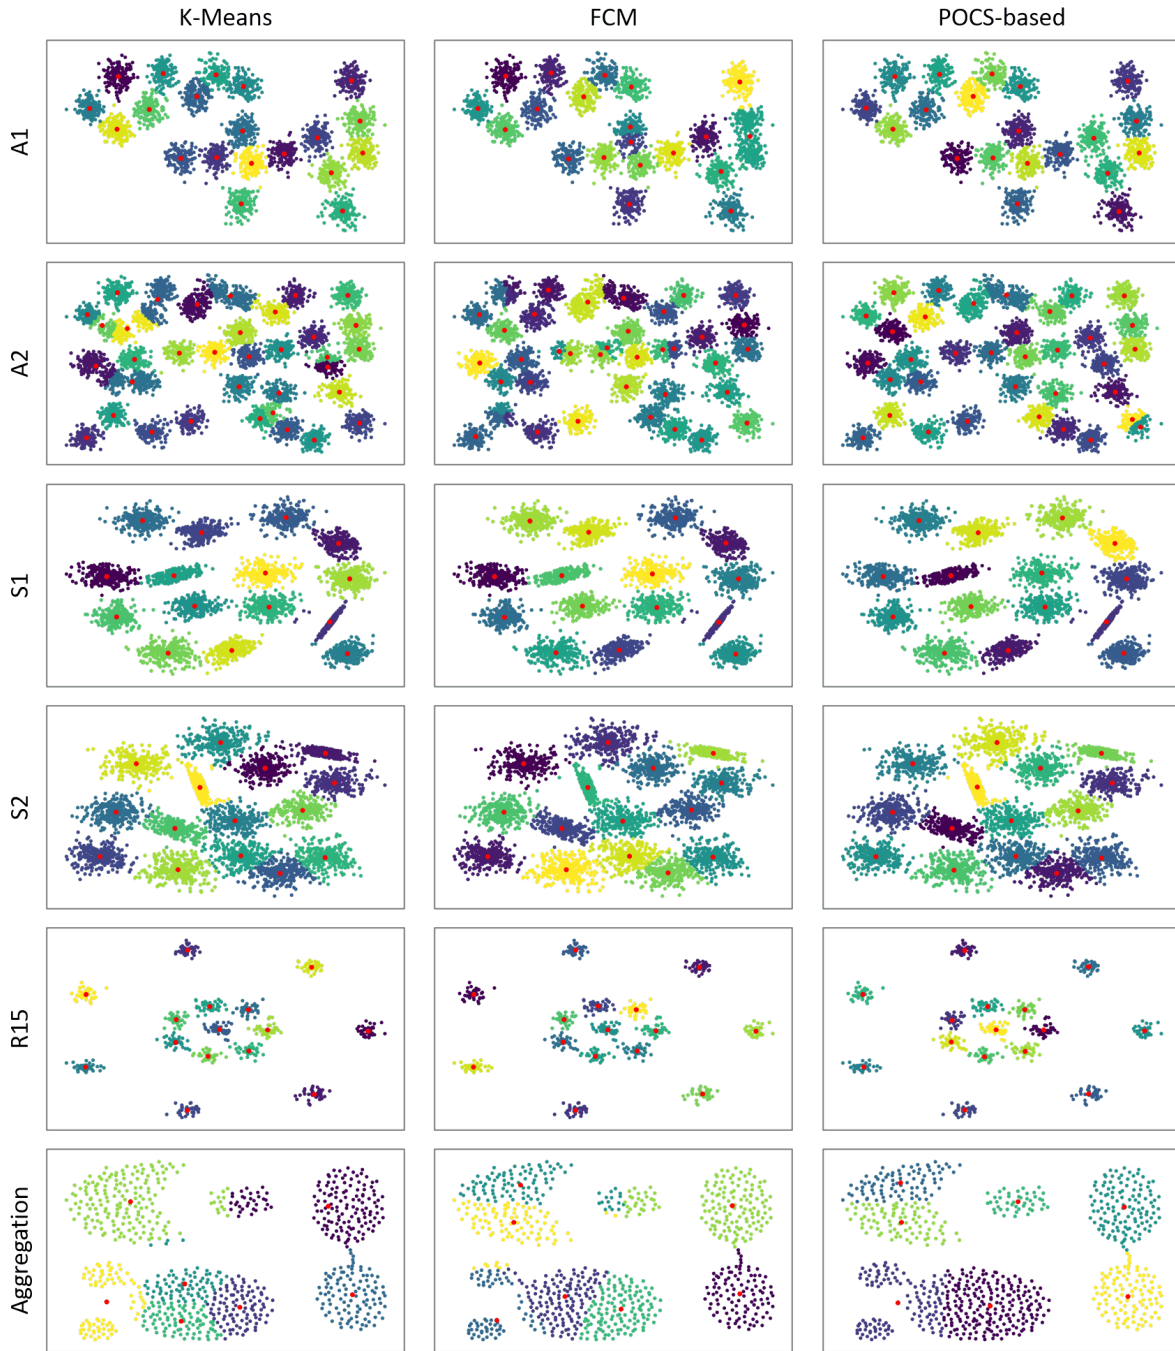 K-Means FCM POCS-based
A1
A2
S1
S2
R15
Aggregation